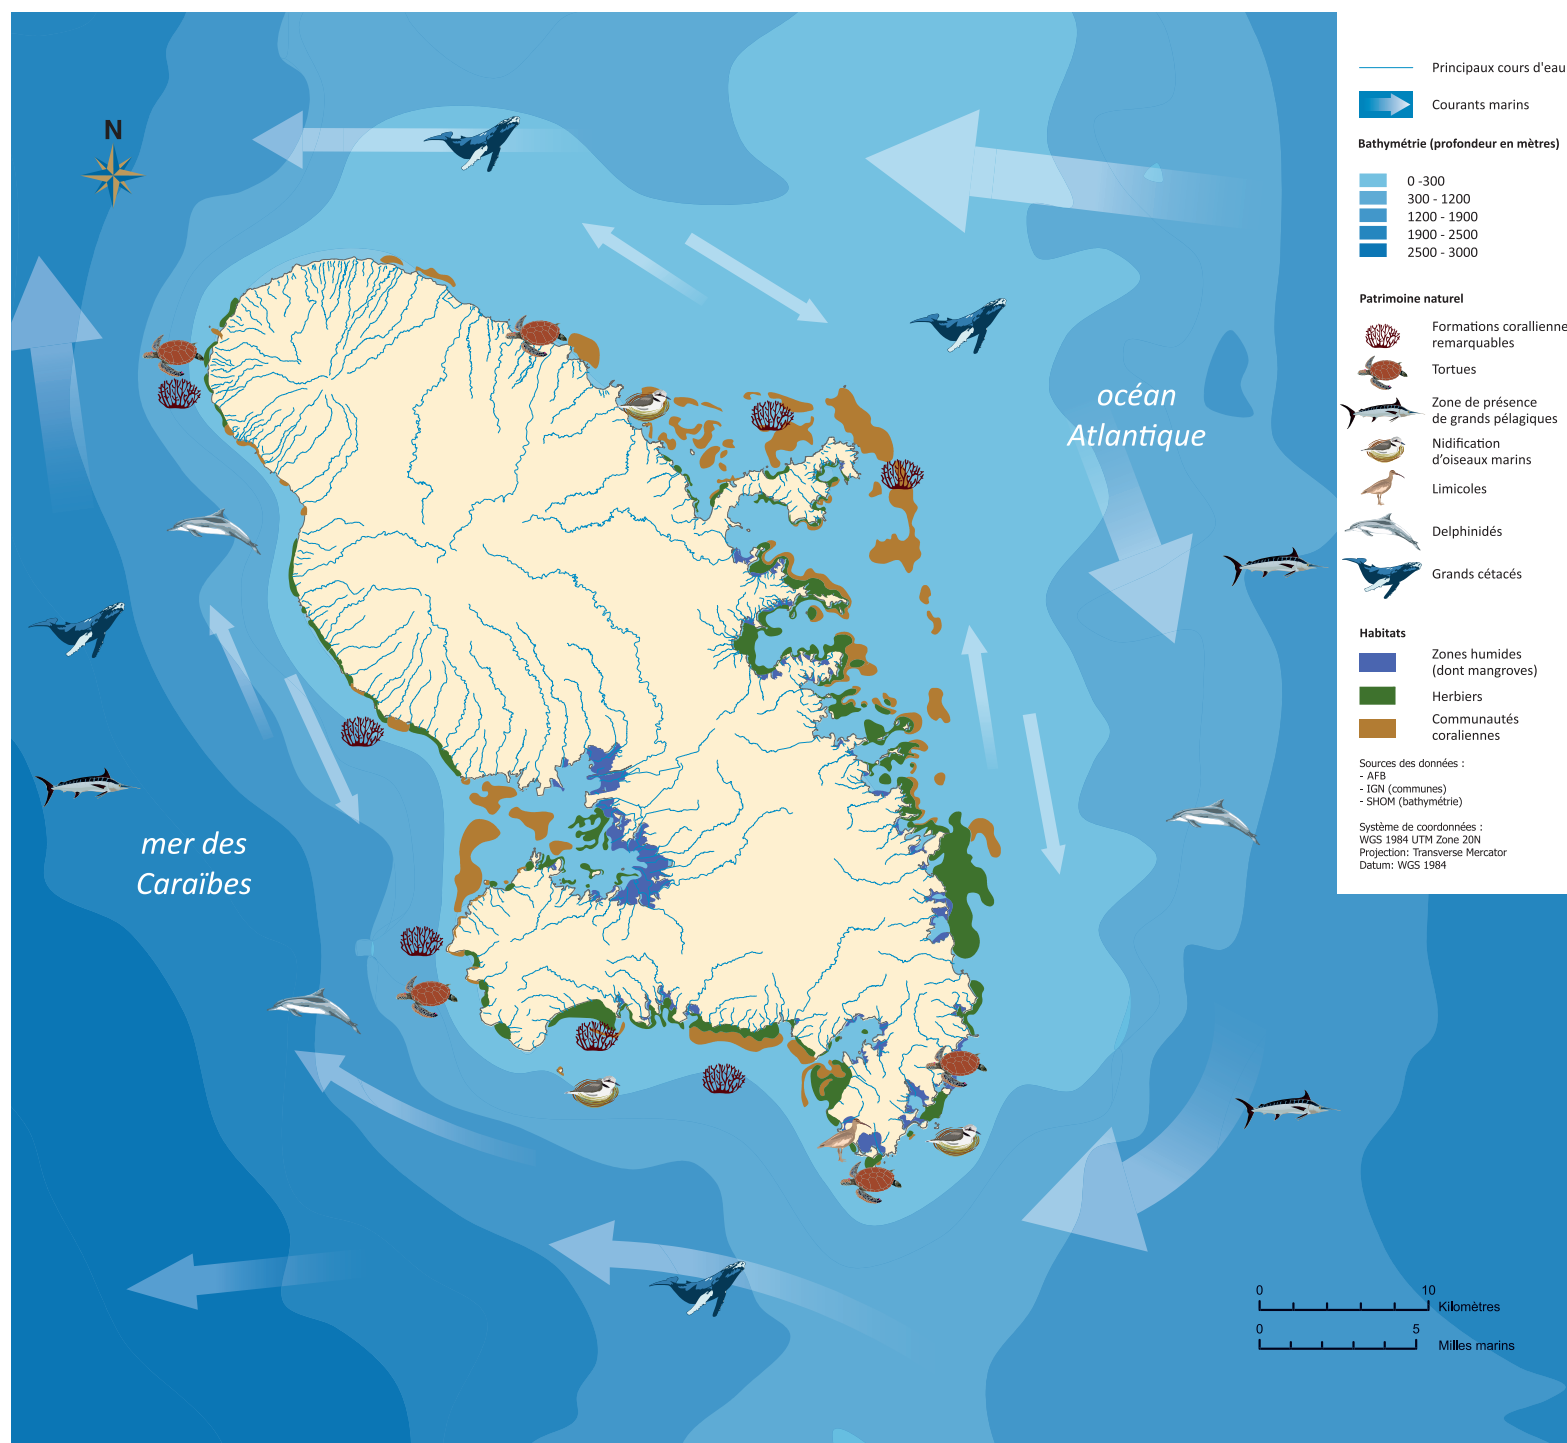 N
océan
Atlantique
mer des
Caraïbes
Principaux cours d'eau
Courants marins
Bathymétrie (profondeur en mètres)
0 -300
300 - 1200
1200 - 1900
1900 - 2500
2500 - 3000
Patrimoine naturel
Formations corallienne
remarquables
Tortues
Zone de présence
de grands pélagiques
Nidification
d'oiseaux marins
Limicoles
Delphinidés
Grands cétacés
Habitats
Zones humides
(dont mangroves)
Herbiers
Communautés
coraliennes
Sources des données :
- AFB
- IGN (communes)
- SHOM (bathymétrie)
Système de coordonnées :
WGS 1984 UTM Zone 20N
Projection: Transverse Mercator
Datum: WGS 1984
0 10
Kilomètres
0 5
Milles marins